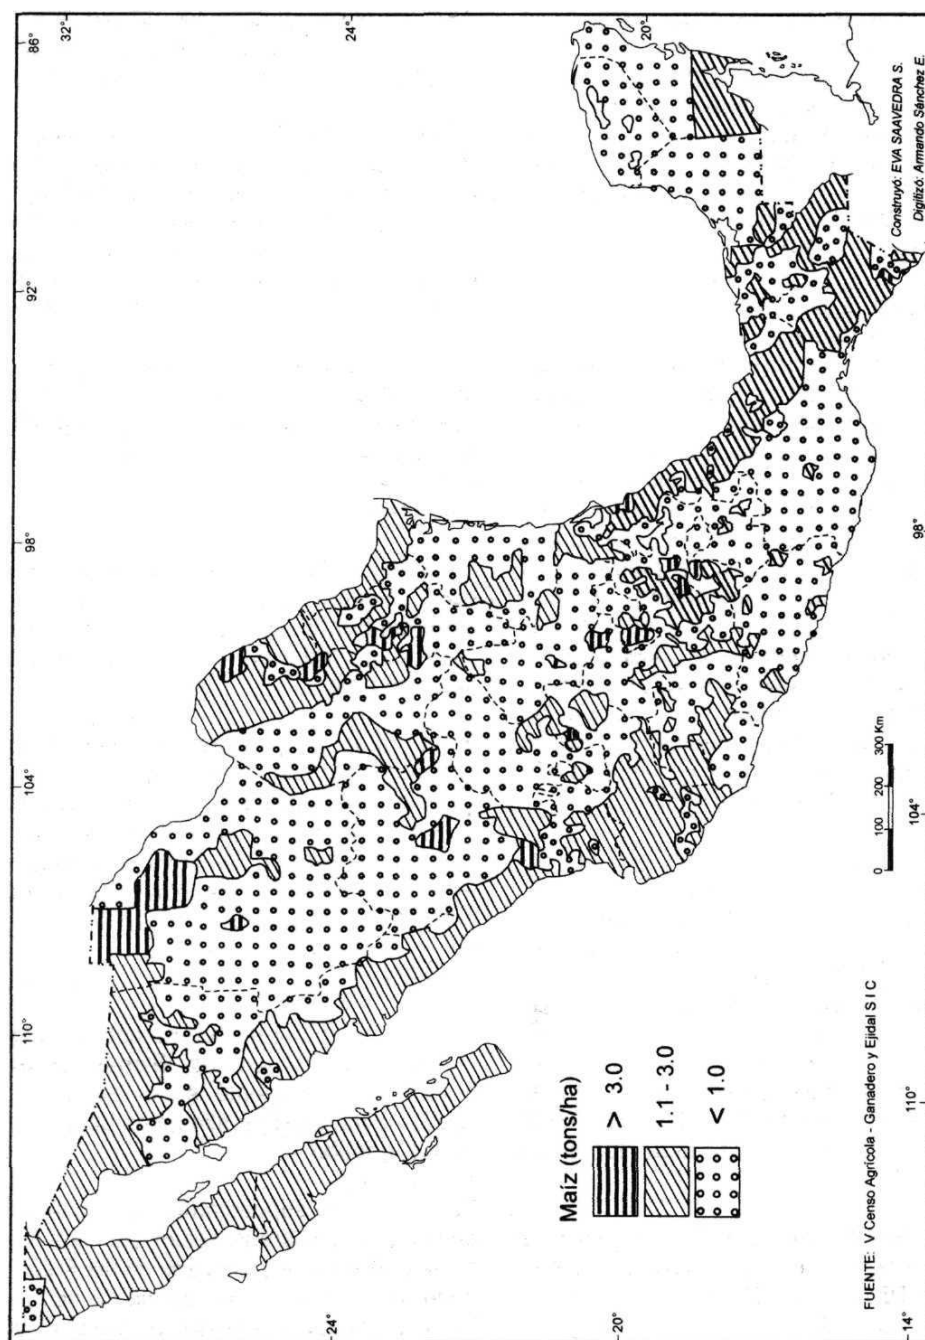 110°
104°
98°
92°
86°
32°
24°
20°
24°
20°
14°
Maíz (tons/ha)
> 3.0
1.1 - 3.0
< 1.0
0 100 200 300 Km
FUENTE: V Censo Agrícola - Ganadero y Ejidal S I C
Construyó: EVA SAAVEDRA S.
Digitizó: Armando Sánchez E.
110°
104°
98°